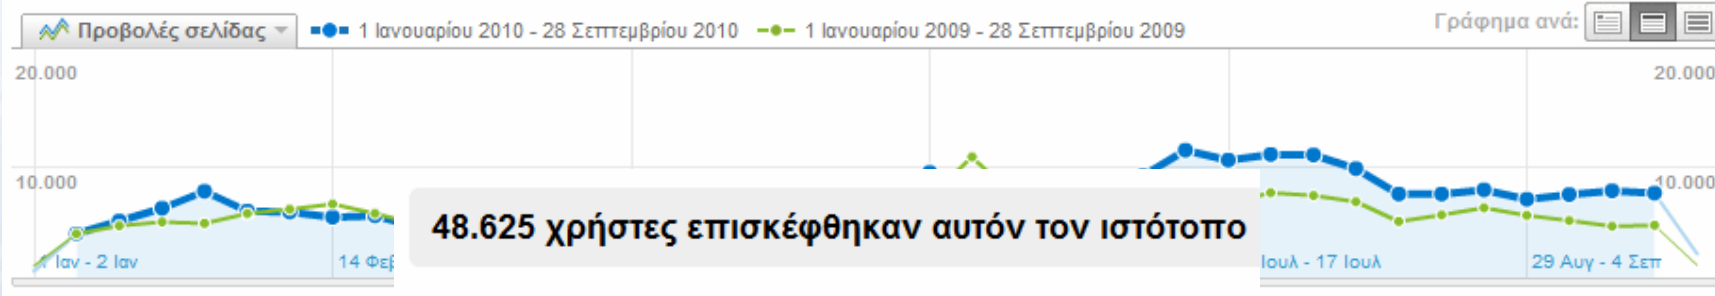 Προβολές σελίδας 1 Ιανουαρίου 2010 - 28 Σεπτεμβρίου 2010 1 Ιανουαρίου 2009 - 28 Σεπτεμβρίου 2009 Γράφημα ανά:
20.000 20.000
10.000 10.000
48.625 χρήστες επισκέφθηκαν αυτόν τον ιστότοπο
Ιαν - 2 Ιαν 14 Φεβ Ιουλ - 17 Ιουλ 29 Αυγ - 4 Σεπ